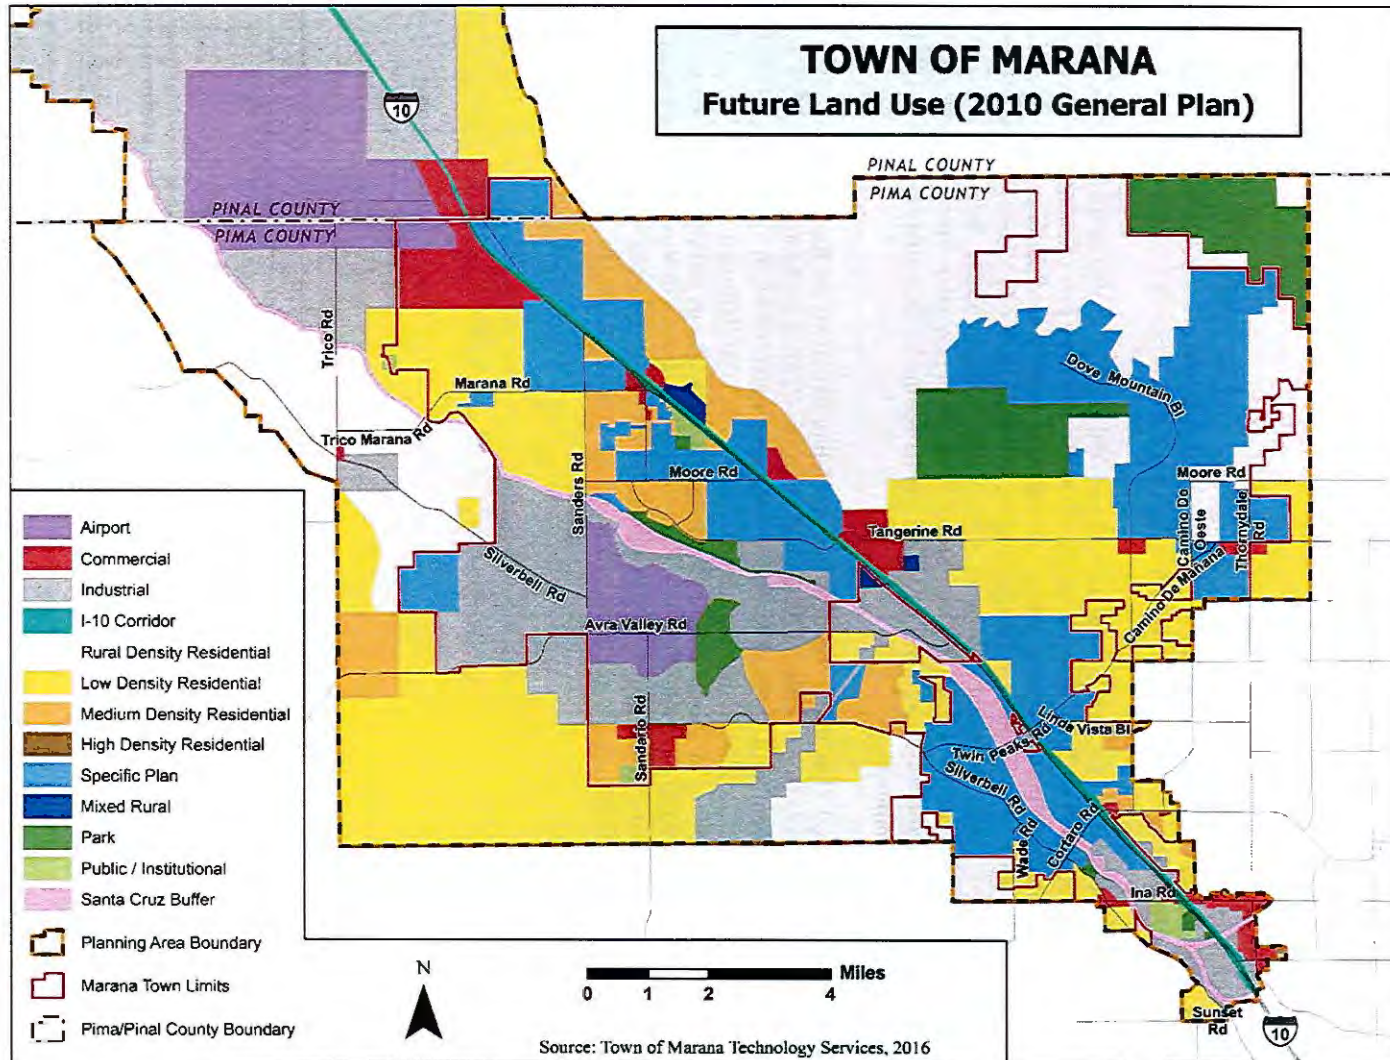 TOWN OF MARANA
Future Land Use (2010 General Plan)
10
PINAL COUNTY
PIMA COUNTY
PINAL COUNTY
PIMA COUNTY
Trico Rd
Marana Rd
Trico Marana Rd
Sanders Rd
Moore Rd
Dove Mountain Bl
Moore Rd
Camino De Oeste
Thornydale Rd
Tangerine Rd
Camino De Mañana
Silverbell Rd
Avra Valley Rd
Sandario Rd
Linda Vista Bl
Twin Peaks Rd
Silverbell Rd
Wade Rd
Cortaro Rd
Ina Rd
Sunset Rd
10
Airport
Commercial
Industrial
I-10 Corridor
Rural Density Residential
Low Density Residential
Medium Density Residential
High Density Residential
Specific Plan
Mixed Rural
Park
Public / Institutional
Santa Cruz Buffer
Planning Area Boundary
Marana Town Limits
Pima/Pinal County Boundary
N
Miles
0 1 2 4
Source: Town of Marana Technology Services, 2016